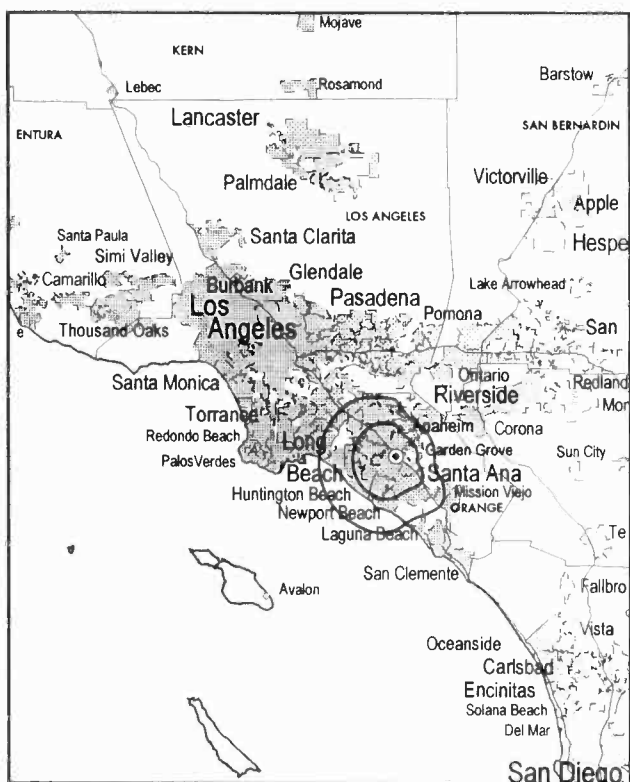 Mojave
KERN
Lebec
Rosamond
Barstow
Lancaster
ENTURA
SAN BERNARDIN
Palmdale
Victorville
LOS ANGELES
Apple
Santa Paula
Santa Clarita
Hespe
Simi Valley
Camarillo
Burbank
Glendale
Lake Arrowhead
Los
Angeles
Pasadena
Pomona
San
e
Thousand Oaks
Ontario
Santa Monica
Riverside
Redland
Torrance
Mor
Redondo Beach
Long
Beach
Anaheim
Corona
Palos Verdes
Garden Grove
Santa Ana
Sun City
Huntington Beach
Mission Viejo
Newport Beach
ORANGE
Laguna Beach
Te
San Clemente
Avalon
Fallbro
Vista
Oceanside
Carlsbad
Encinitas
Solana Beach
Del Mar
San Diego